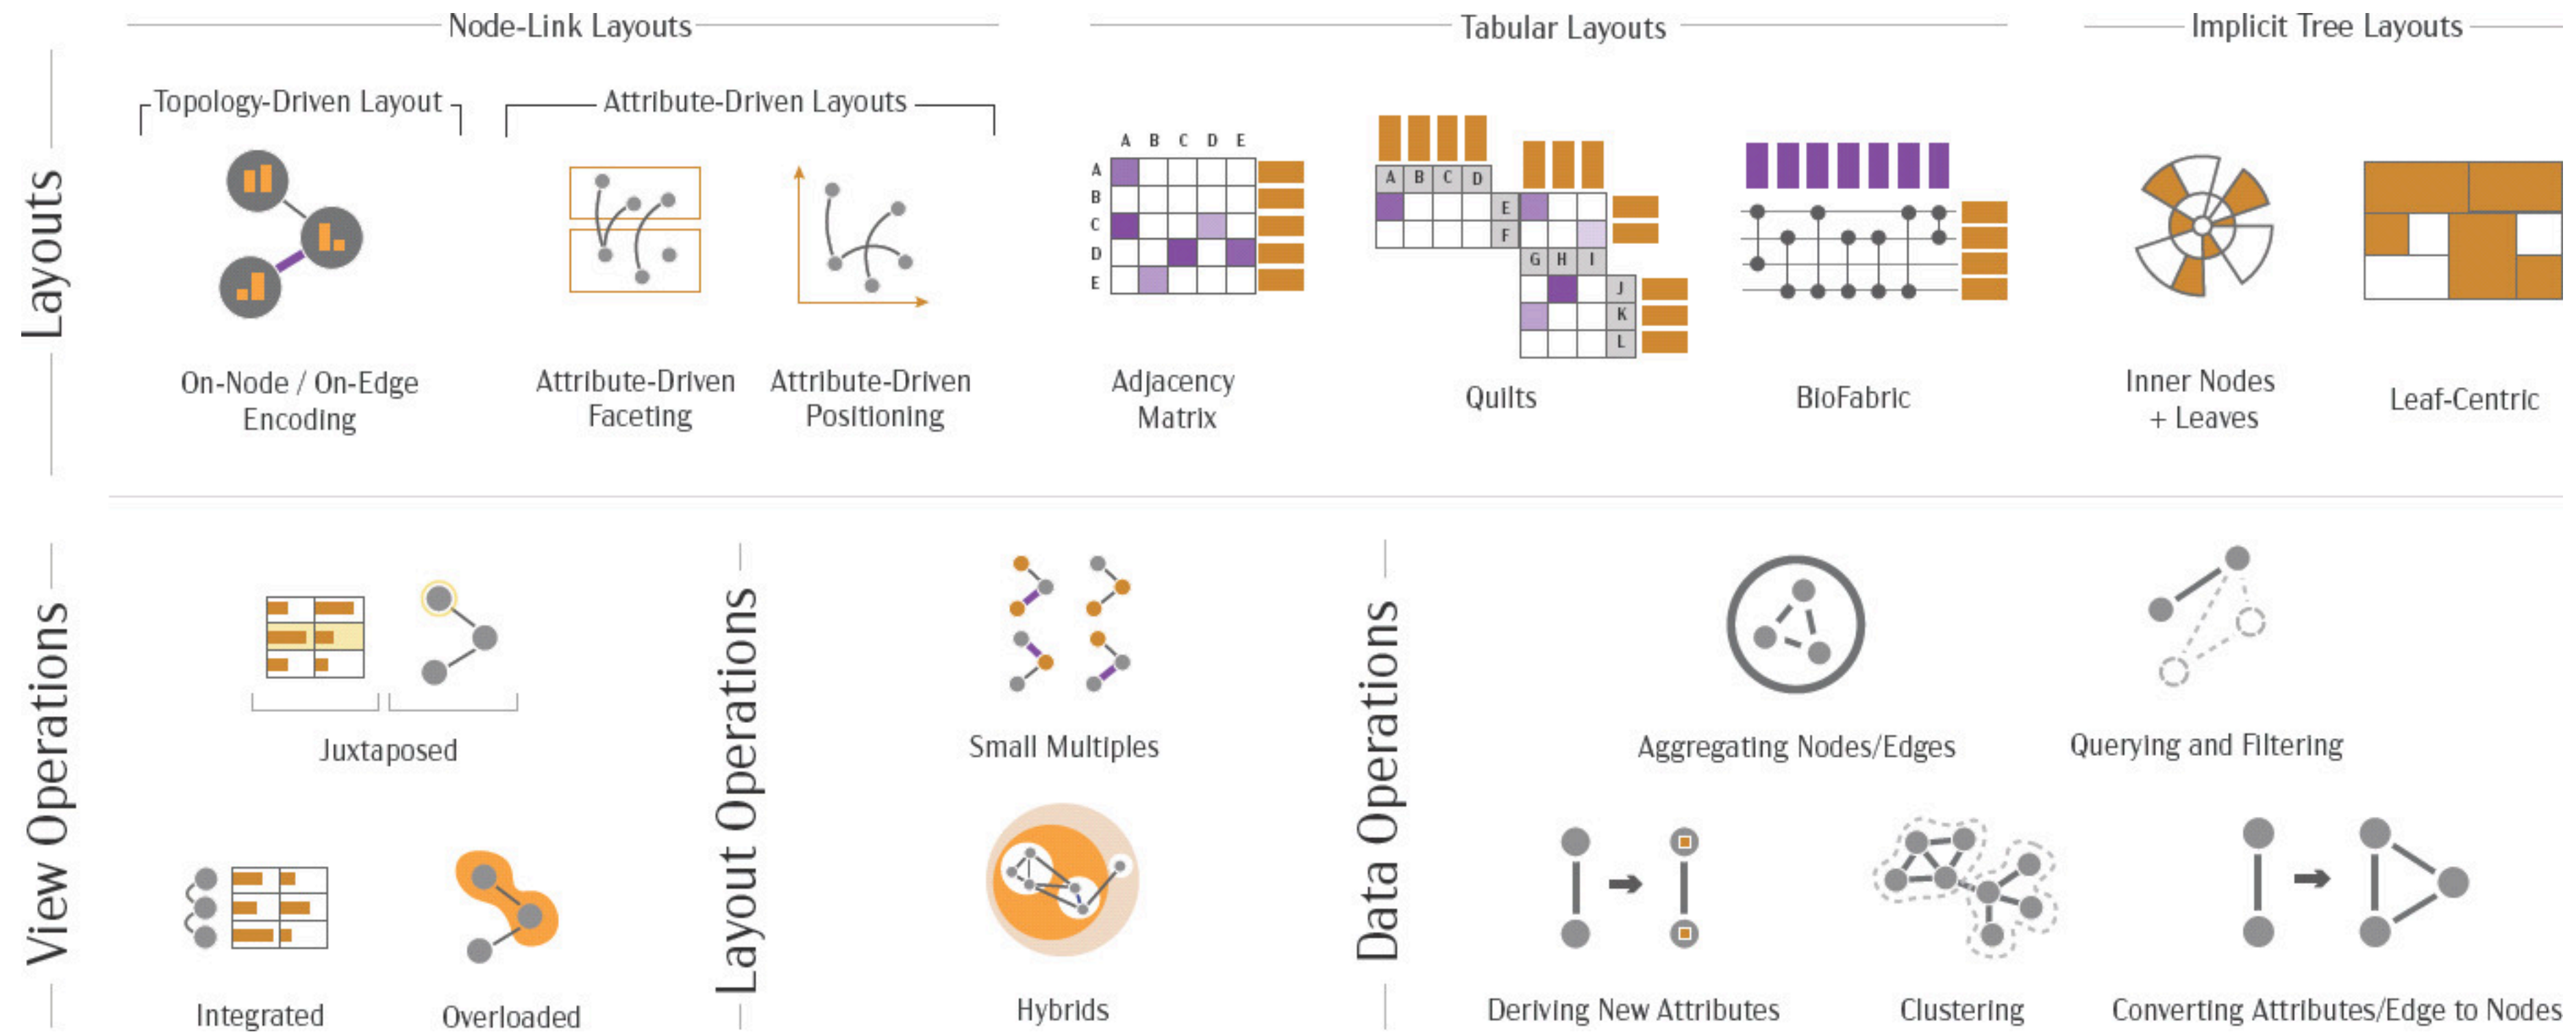 Layouts
Node-Link Layouts
Tabular Layouts
Implicit Tree Layouts
Topology-Driven Layout
Attribute-Driven Layouts
On-Node / On-Edge
Encoding
Attribute-Driven
Faceting
Attribute-Driven
Positioning
A B C D E
A
B
C
D
E
Adjacency
Matrix
A B C D
E
F
G H I
J
K
L
Quilts
BioFabric
Inner Nodes
+ Leaves
Leaf-Centric
View Operations
Juxtaposed
Integrated
Overloaded
Layout Operations
Small Multiples
Hybrids
Data Operations
Aggregating Nodes/Edges
Querying and Filtering
Deriving New Attributes
Clustering
Converting Attributes/Edge to Nodes